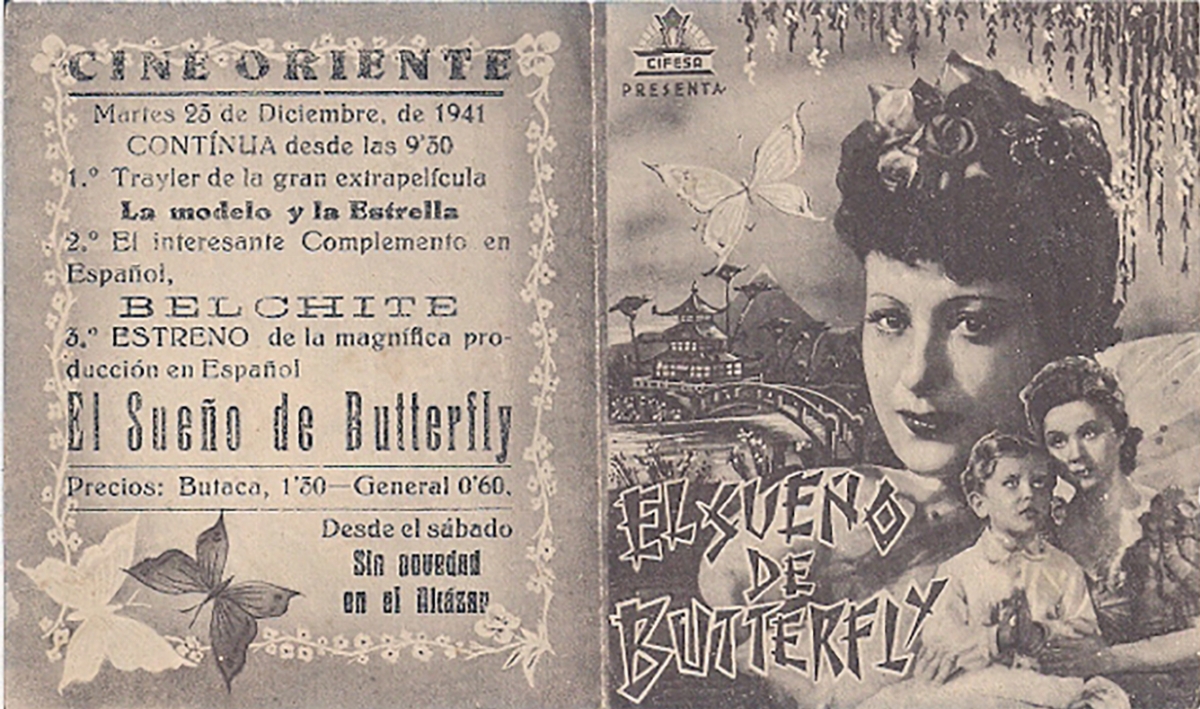 CINE ORIENTE
Martes 23 de Diciembre, de 1941
CONTÍNUA desde las 9'30
1.º Trayler de la gran extrapelícula
La modelo y la Estrella
2.º El interesante Complemento en
Español,
BELCHITE
3.º ESTRENO de la magnífica pro-
ducción en Español
El Sueño de Butterfly
Precios: Butaca, 1'30—General 0'60.
Desde el sábado
Sin novedad
en el Alcázar
CIFESA
PRESENTA
EL SUEÑO
DE
BUTTERFLY